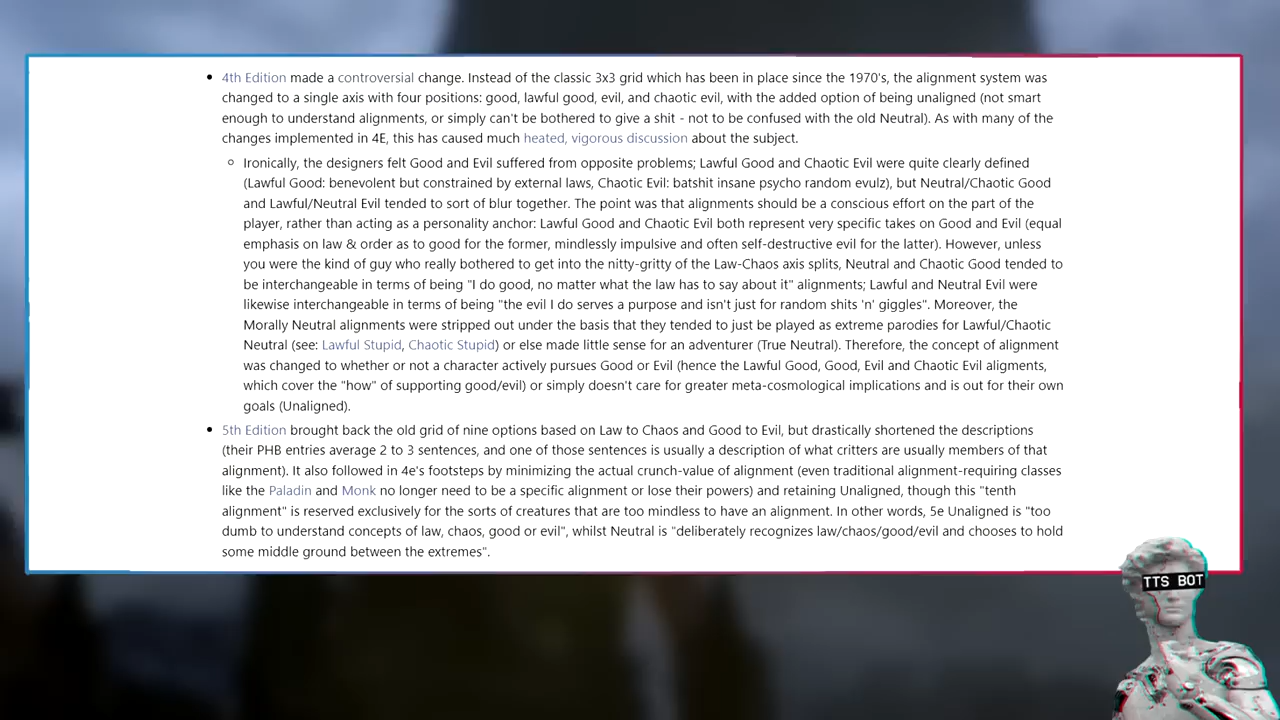 4th Edition made a controversial change. Instead of the classic 3x3 grid which has been in place since the 1970's, the alignment system was
changed to a single axis with four positions: good, lawful good, evil, and chaotic evil, with the added option of being unaligned (not smart
enough to understand alignments, or simply can't be bothered to give a shit - not to be confused with the old Neutral). As with many of the
changes implemented in 4E, this has caused much heated, vigorous discussion about the subject.
Ironically, the designers felt Good and Evil suffered from opposite problems; Lawful Good and Chaotic Evil were quite clearly defined
(Lawful Good: benevolent but constrained by external laws, Chaotic Evil: batshit insane psycho random evulz), but Neutral/Chaotic Good
and Lawful/Neutral Evil tended to sort of blur together. The point was that alignments should be a conscious effort on the part of the
player, rather than acting as a personality anchor: Lawful Good and Chaotic Evil both represent very specific takes on Good and Evil (equal
emphasis on law & order as to good for the former, mindlessly impulsive and often self-destructive evil for the latter). However, unless
you were the kind of guy who really bothered to get into the nitty-gritty of the Law-Chaos axis splits, Neutral and Chaotic Good tended to
be interchangeable in terms of being "I do good, no matter what the law has to say about it" alignments; Lawful and Neutral Evil were
likewise interchangeable in terms of being "the evil I do serves a purpose and isn't just for random shits 'n' giggles". Moreover, the
Morally Neutral alignments were stripped out under the basis that they tended to just be played as extreme parodies for Lawful/Chaotic
Neutral (see: Lawful Stupid, Chaotic Stupid) or else made little sense for an adventurer (True Neutral). Therefore, the concept of alignment
was changed to whether or not a character actively pursues Good or Evil (hence the Lawful Good, Good, Evil and Chaotic Evil aligments,
which cover the "how" of supporting good/evil) or simply doesn't care for greater meta-cosmological implications and is out for their own
goals (Unaligned).
5th Edition brought back the old grid of nine options based on Law to Chaos and Good to Evil, but drastically shortened the descriptions
(their PHB entries average 2 to 3 sentences, and one of those sentences is usually a description of what critters are usually members of that
alignment). It also followed in 4e's footsteps by minimizing the actual crunch-value of alignment (even traditional alignment-requiring classes
like the Paladin and Monk no longer need to be a specific alignment or lose their powers) and retaining Unaligned, though this "tenth
alignment" is reserved exclusively for the sorts of creatures that are too mindless to have an alignment. In other words, 5e Unaligned is "too
dumb to understand concepts of law, chaos, good or evil", whilst Neutral is "deliberately recognizes law/chaos/good/evil and chooses to hold
some middle ground between the extremes".
TTS BOT